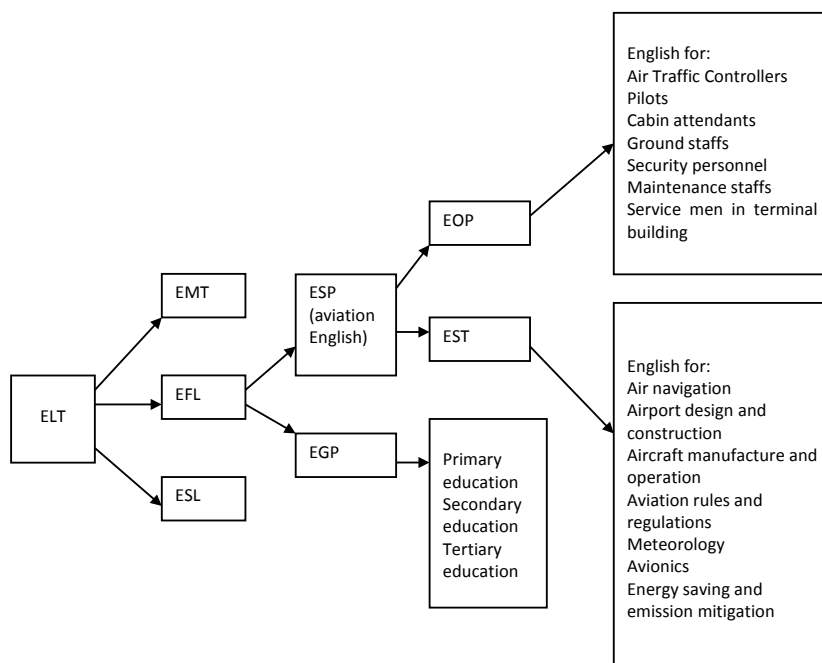 ELT
EMT
EFL
ESL
ESP
(aviation
English)
EGP
EOP
EST
Primary
education
Secondary
education
Tertiary
education
English for:
Air Traffic Controllers
Pilots
Cabin attendants
Ground staffs
Security personnel
Maintenance staffs
Service men in terminal
building
English for:
Air navigation
Airport design and
construction
Aircraft manufacture and
operation
Aviation rules and
regulations
Meteorology
Avionics
Energy saving and
emission mitigation